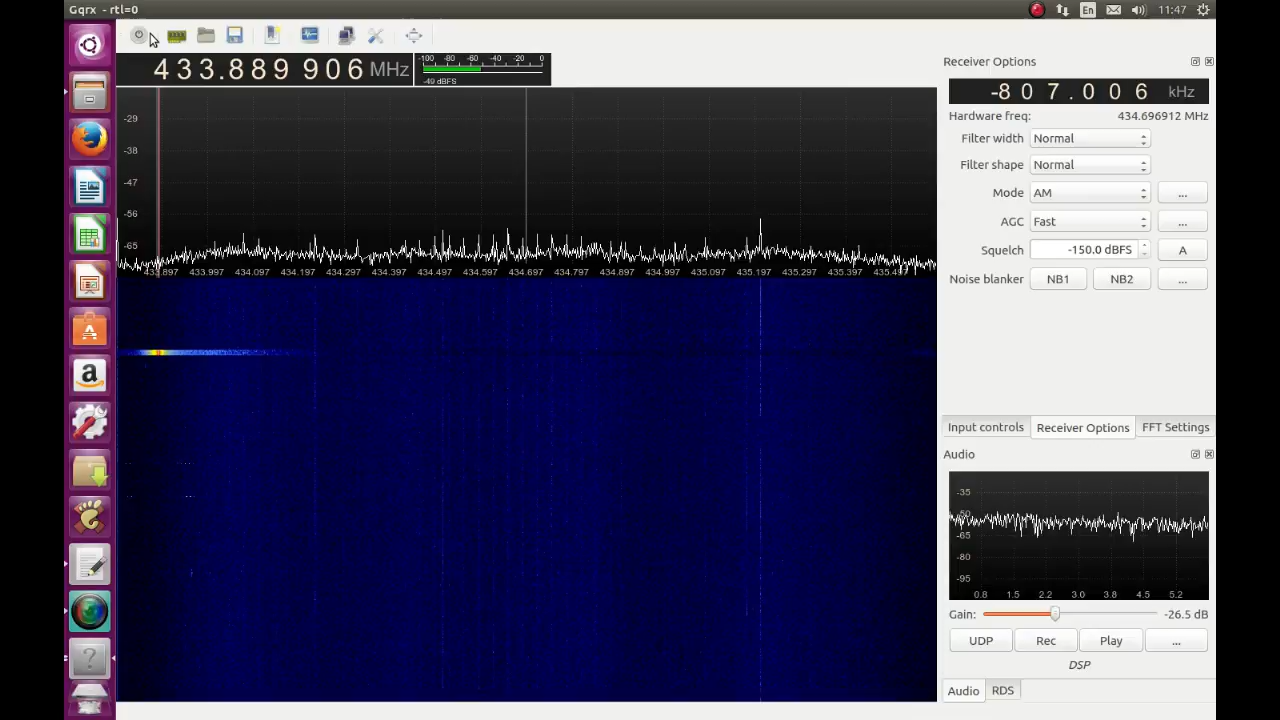 Gqrx - rtl=0
En
11:47
433.889 906 MHz
-100 -80 -60 -40 -20 0
-49 dBFS
-29
-38
-47
-56
-65
433.897 433.997 434.097 434.197 434.297 434.397 434.497 434.597 434.697 434.797 434.897 434.997 435.097 435.197 435.297 435.397
Receiver Options
-807.006 kHz
Hardware freq: 434.696912 MHz
Filter width Normal
Filter shape Normal
Mode AM ...
AGC Fast ...
Squelch -150.0 dBFS A
Noise blanker NB1 NB2 ...
Input controls Receiver Options FFT Settings
Audio
-35
-50
-65
-80
-95
0.8 1.5 2.2 3.0 3.8 4.5 5.2
Gain: -26.5 dB
UDP Rec Play ...
DSP
Audio RDS